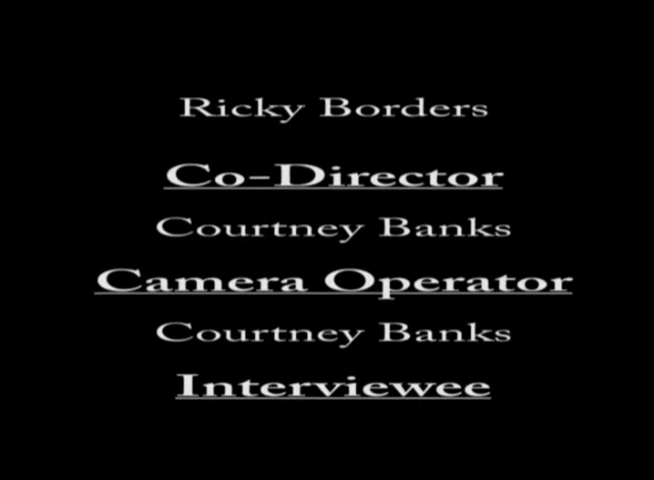 Ricky Borders
Co-Director
Courtney Banks
Camera Operator
Courtney Banks
Interviewee